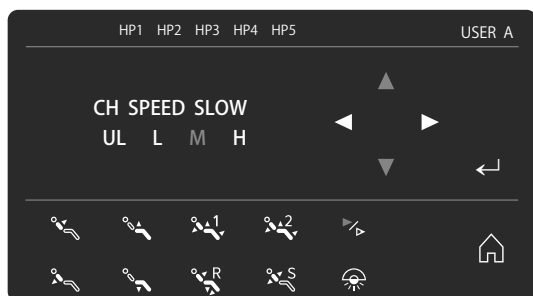 HP1 HP2 HP3 HP4 HP5 USER A
CH SPEED SLOW
UL L M H
1 2
R S